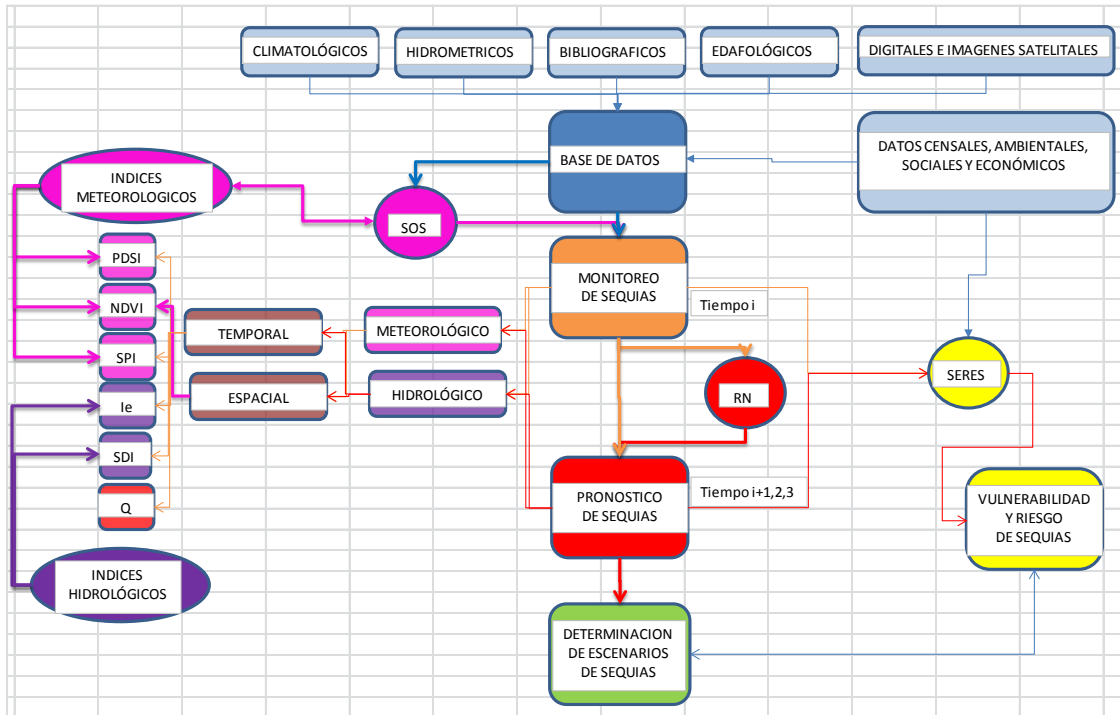 CLIMATOLÓGICOS
HIDROMETRICOS
BIBLIOGRAFICOS
EDAFOLÓGICOS
DIGITALES E IMAGENES SATELITALES
BASE DE DATOS
DATOS CENSALES, AMBIENTALES,
SOCIALES Y ECONÓMICOS
INDICES
METEOROLOGICOS
SOS
PDSI
NDVI
SPI
Ie
SDI
Q
INDICES
HIDROLÓGICOS
TEMPORAL
ESPACIAL
METEOROLÓGICO
HIDROLÓGICO
MONITOREO
DE SEQUIAS
Tiempo i
RN
SERES
PRONOSTICO
DE SEQUIAS
Tiempo i+1,2,3
VULNERABILIDAD
Y RIESGO
DE SEQUIAS
DETERMINACION
DE ESCENARIOS
DE SEQUIAS